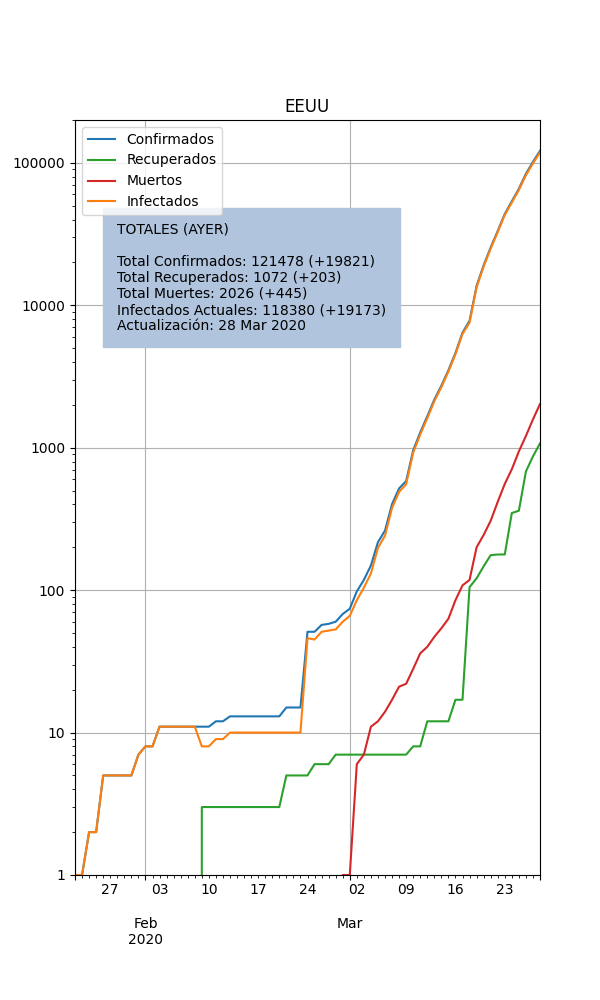 EEUU
Confirmados
Recuperados
Muertos
Infectados
TOTALES (AYER)
Total Confirmados: 121478 (+19821)
Total Recuperados: 1072 (+203)
Total Muertes: 2026 (+445)
Infectados Actuales: 118380 (+19173)
Actualización: 28 Mar 2020
100000
10000
1000
100
10
1
27 03 10 17 24 02 09 16 23
Feb Mar
2020